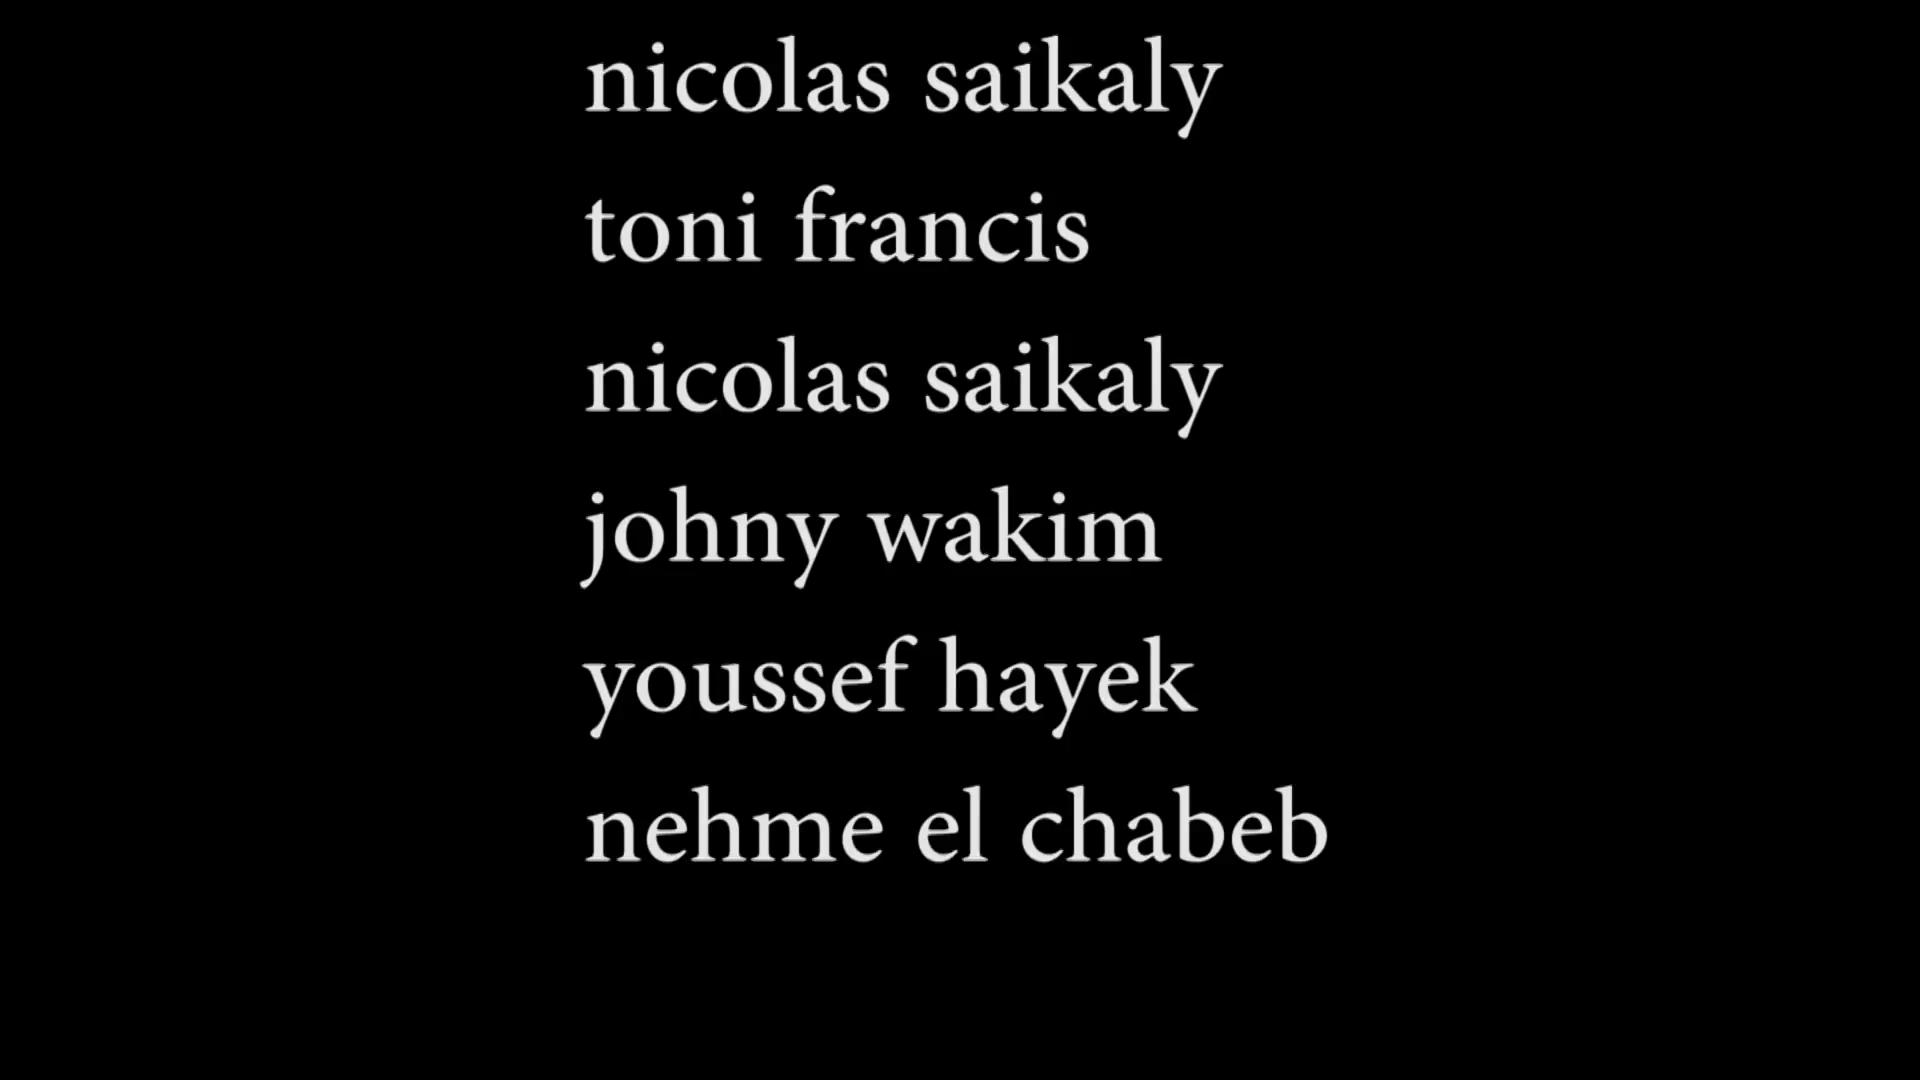 nicolas saikaly
toni francis
nicolas saikaly
johny wakim
youssef hayek
nehme el chabeb